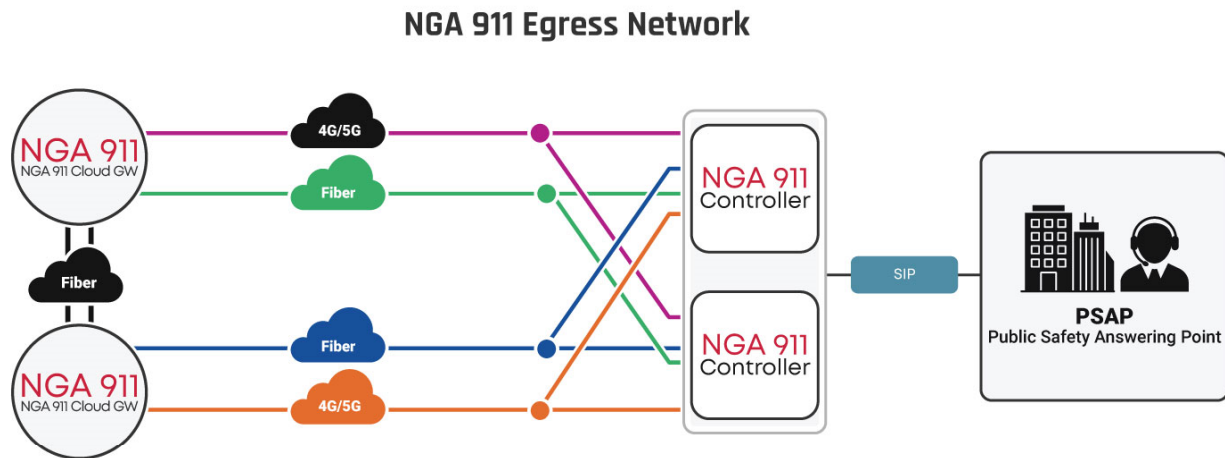 NGA 911 Egress Network
NGA 911
NGA 911 Cloud GW
4G/5G
Fiber
Fiber
NGA 911
NGA 911 Cloud GW
Fiber
4G/5G
NGA 911
Controller
NGA 911
Controller
SIP
PSAP
Public Safety Answering Point